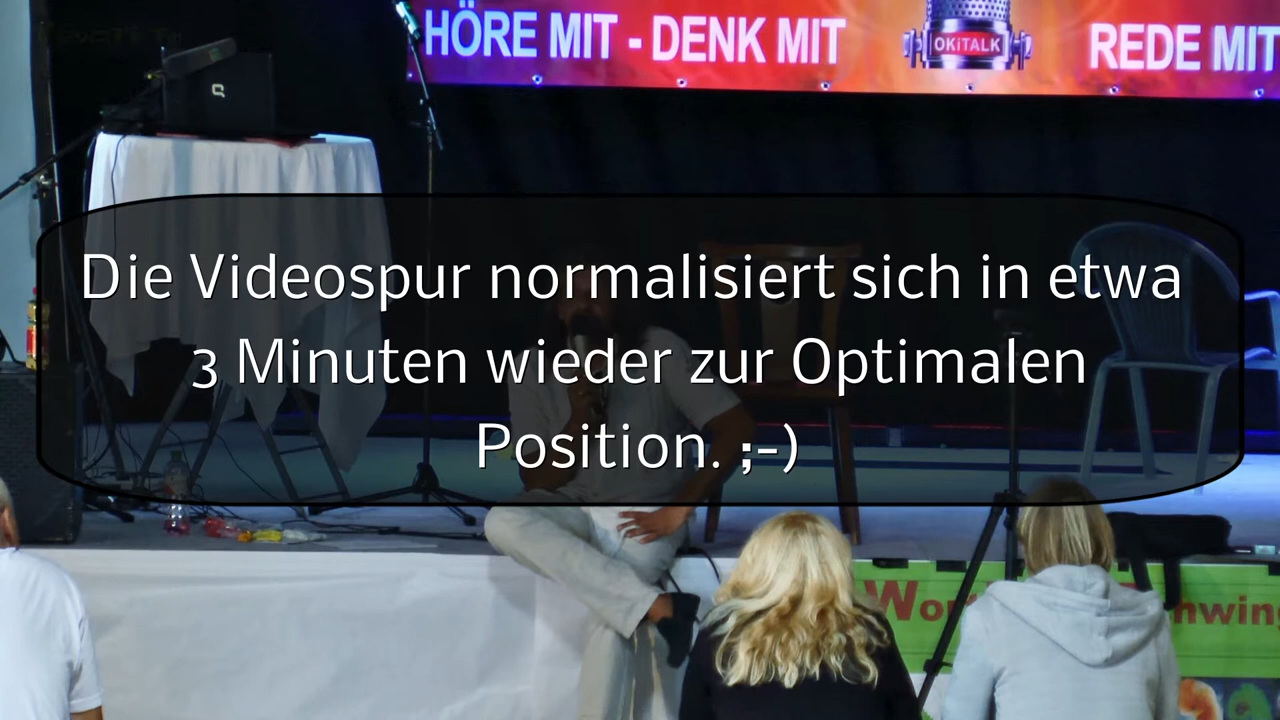 HÖRE MIT - DENK MIT
OKiTALK
REDE MIT
Die Videospur normalisiert sich in etwa
3 Minuten wieder zur Optimalen
Position. ;-)